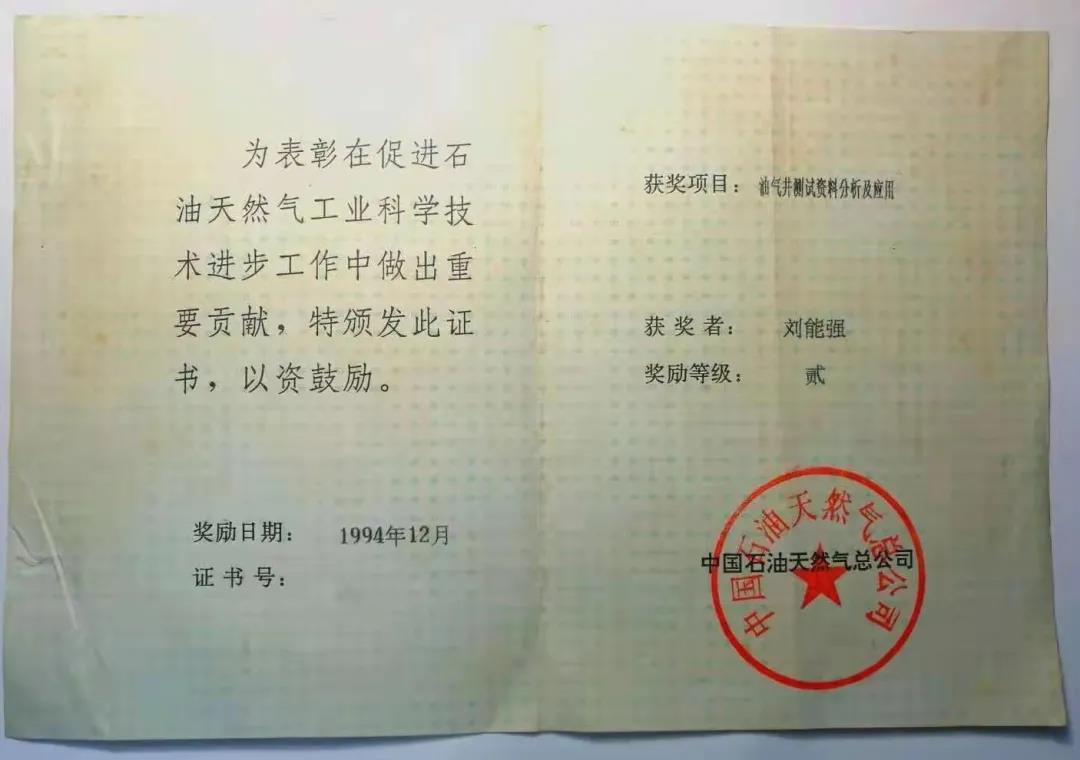 为表彰在促进石
油天然气工业科学技
术进步工作中做出重
要贡献，特颁发此证
书，以资鼓励。
奖励日期： 1994年12月
证书号：
获奖项目： 油气井测试资料分析及应用
获奖者： 刘能强
奖励等级： 贰
中国石油天然气总公司
中国石油天然气总公司